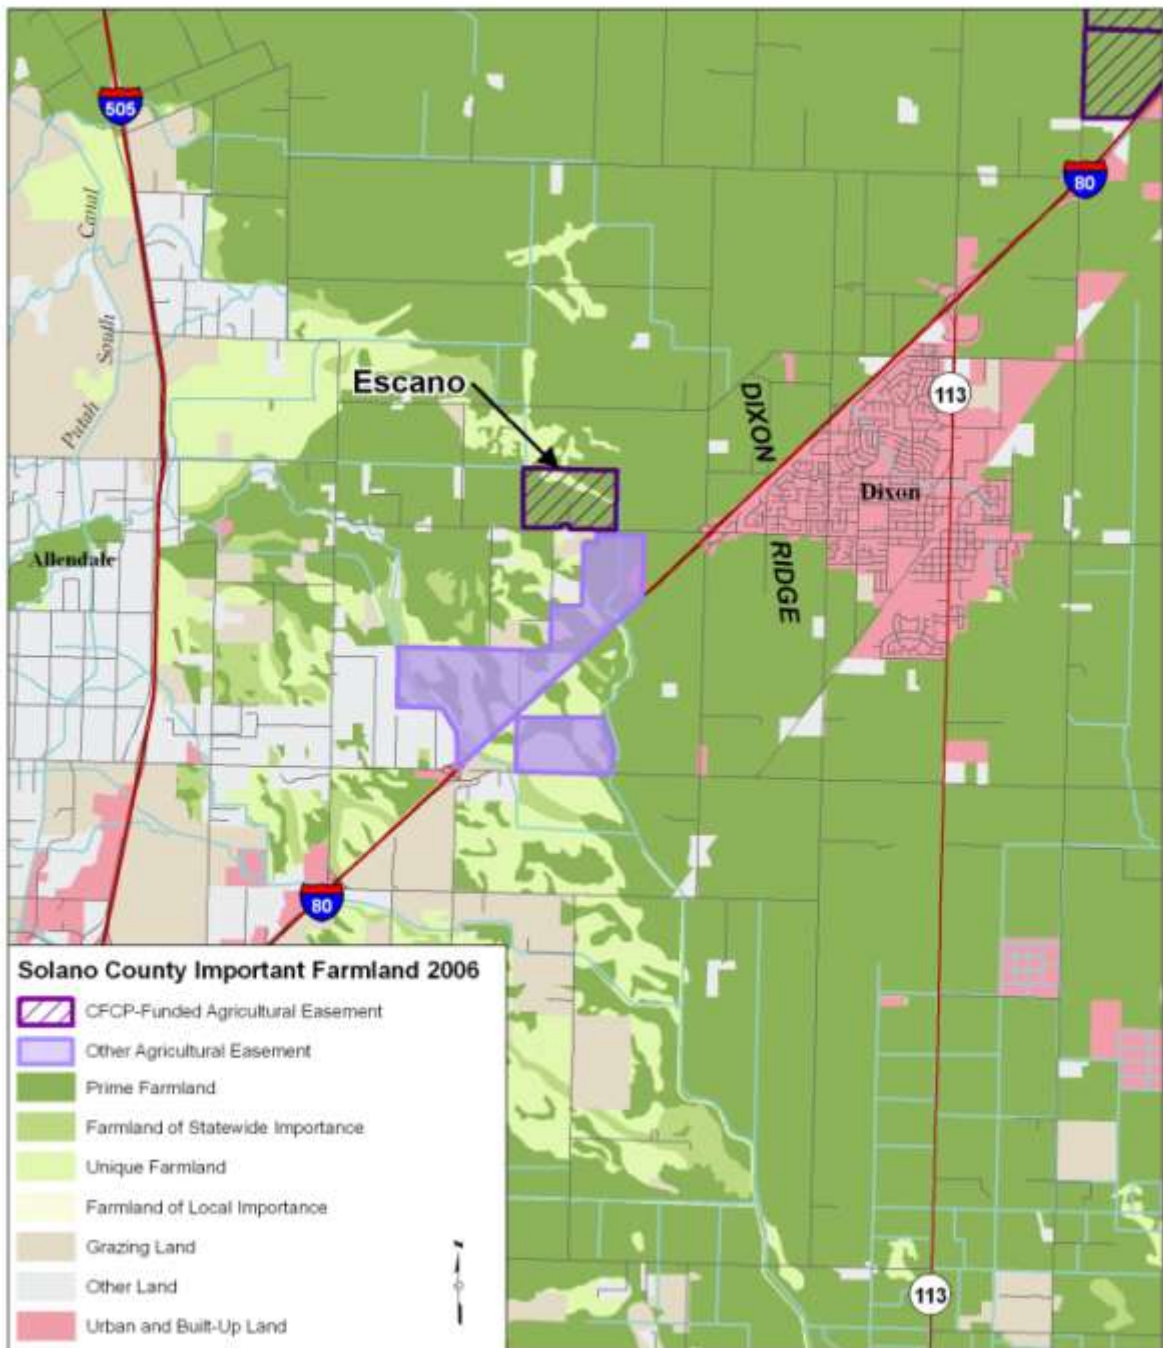 505
80
Canal
South
Putah
Escano
DIXON
113
Dixon
RIDGE
Allendale
80
Solano County Important Farmland 2006
CFCP-Funded Agricultural Easement
Other Agricultural Easement
Prime Farmland
Farmland of Statewide Importance
Unique Farmland
Farmland of Local Importance
Grazing Land
Other Land
Urban and Built-Up Land
113